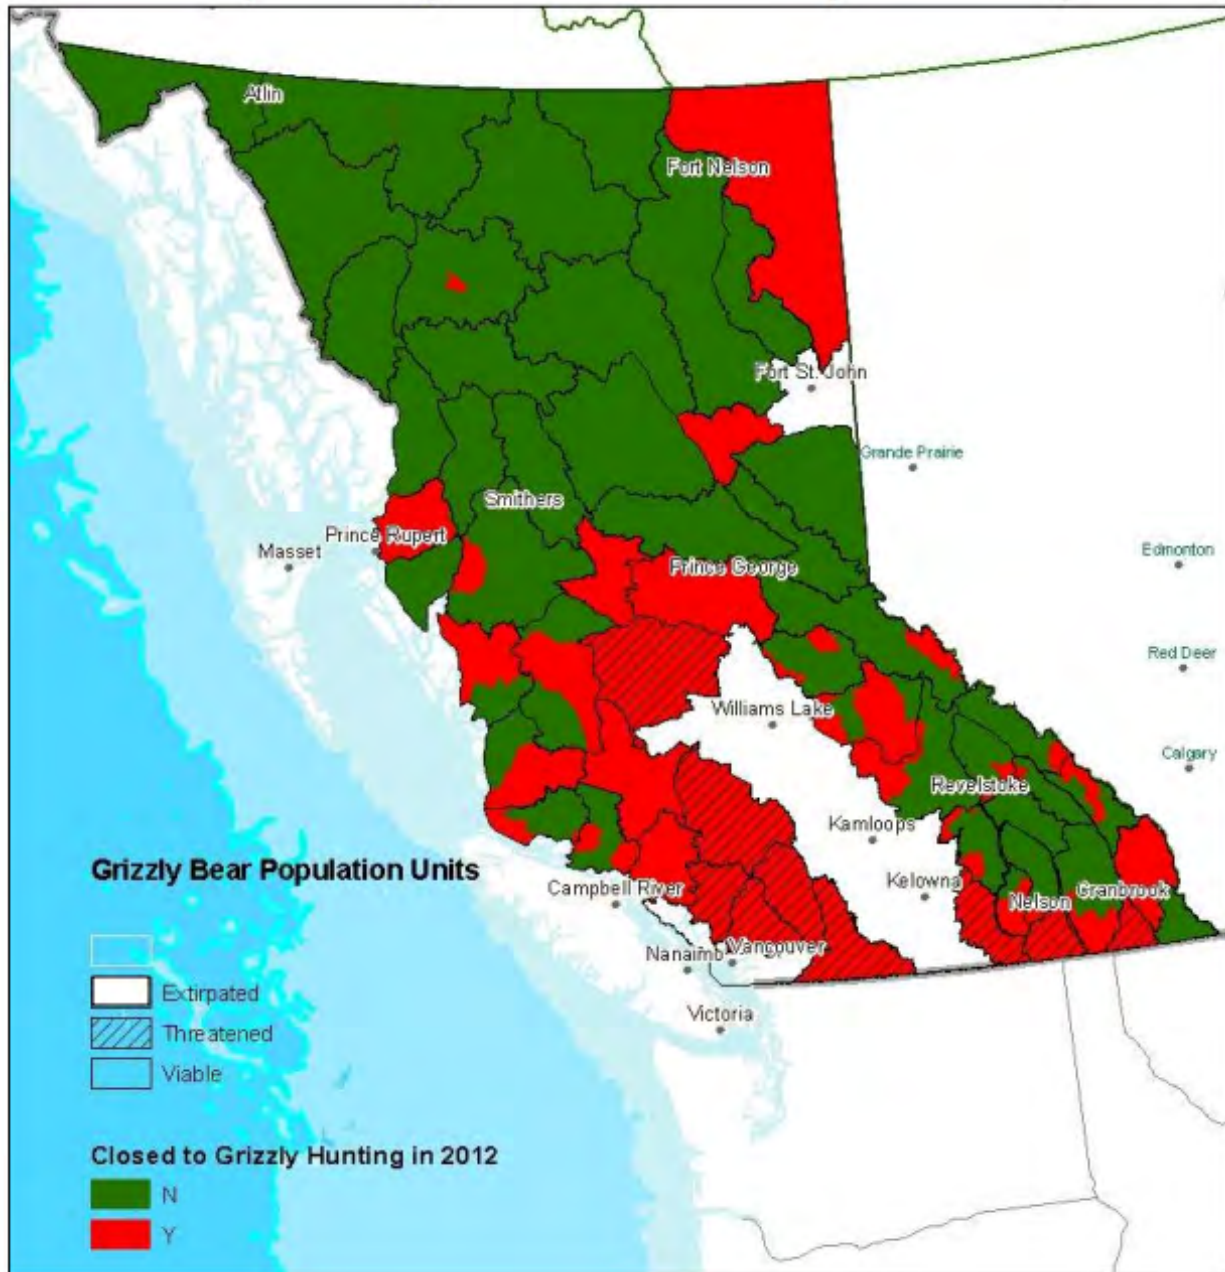 Atlin
Fort Nelson
Fort St. John
Grande Prairie
Smithers
Prince Rupert
Masset
Prince George
Edmonton
Red Deer
Williams Lake
Calgary
Revelstoke
Kamloops
Grizzly Bear Population Units
Campbell River
Kelowna
Nelson
Cranbrook
Nanaimo
Vancouver
Extirpated
Victoria
Threatened
Viable
Closed to Grizzly Hunting in 2012
N
Y